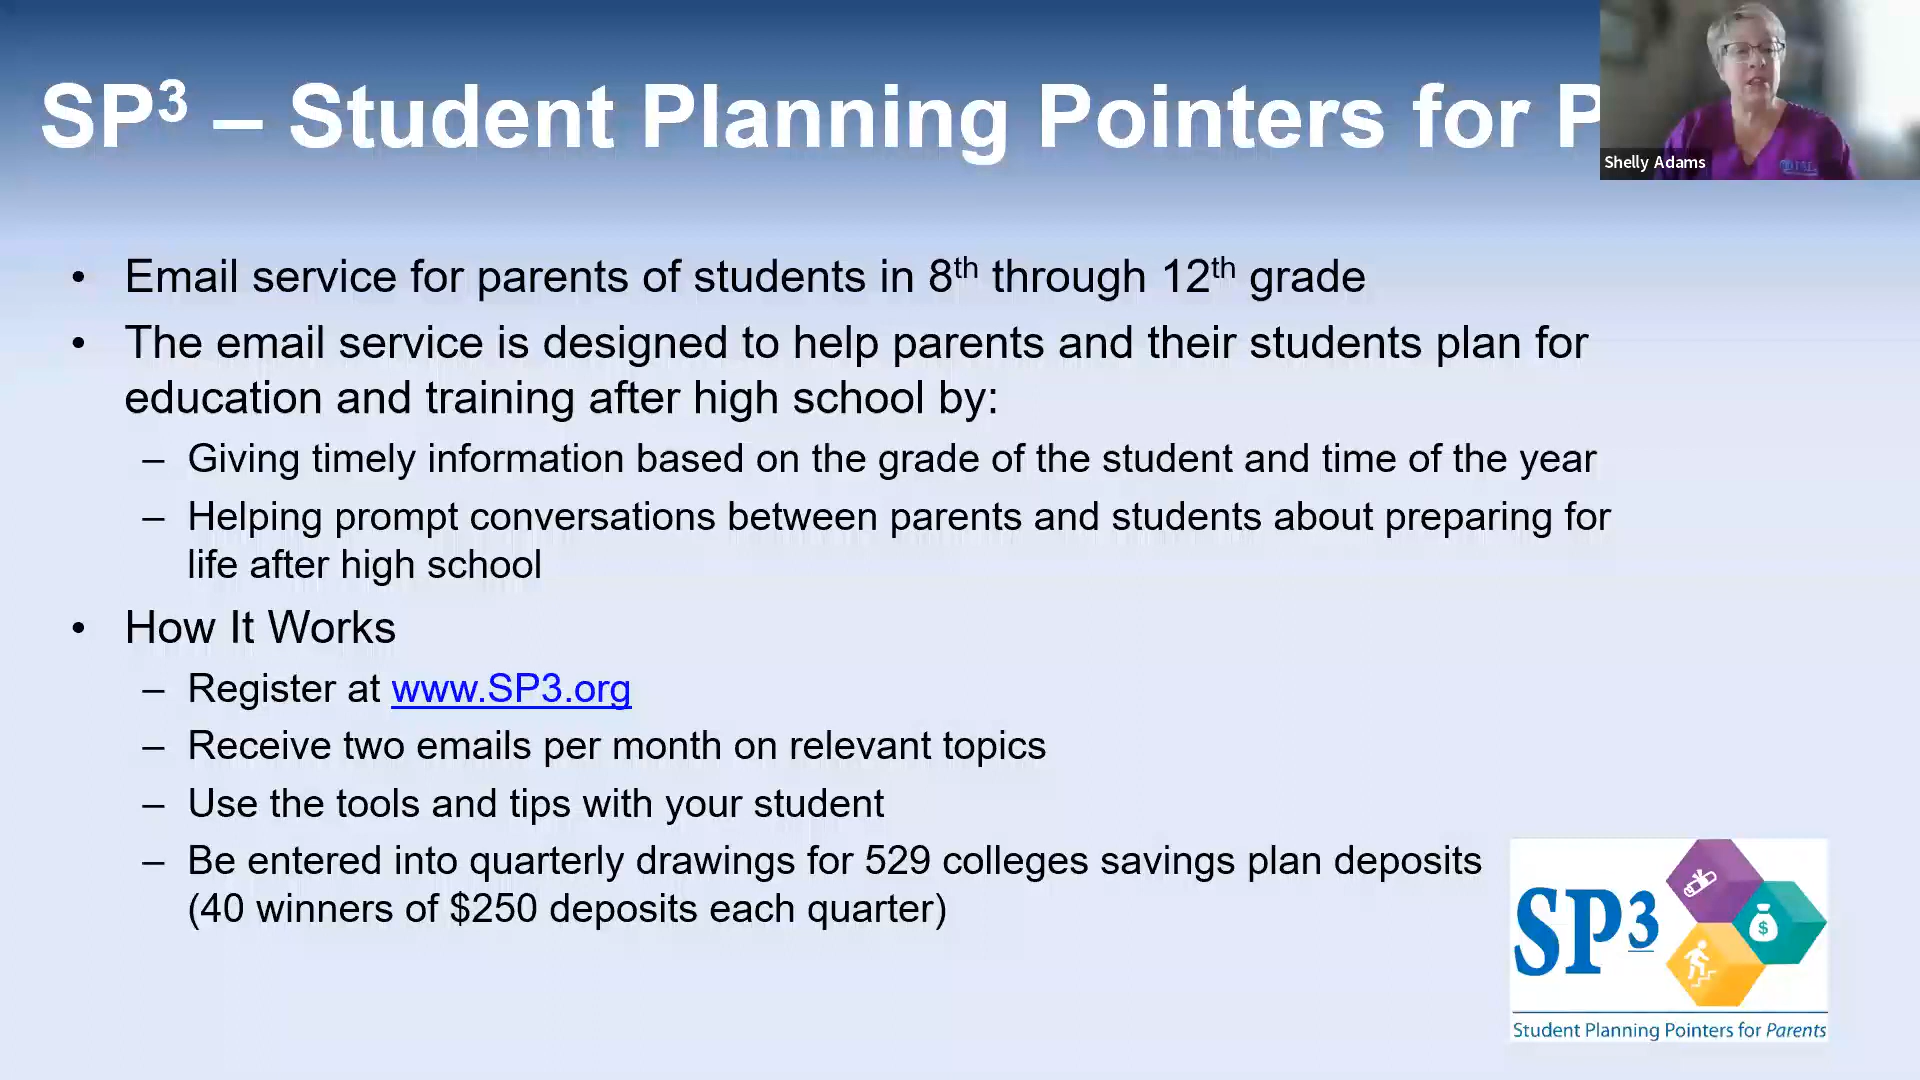 SP³ – Student Planning Pointers for P
Shelly Adams
• Email service for parents of students in 8th through 12th grade
• The email service is designed to help parents and their students plan for
education and training after high school by:
– Giving timely information based on the grade of the student and time of the year
– Helping prompt conversations between parents and students about preparing for
life after high school
• How It Works
– Register at www.SP3.org
– Receive two emails per month on relevant topics
– Use the tools and tips with your student
– Be entered into quarterly drawings for 529 colleges savings plan deposits
(40 winners of $250 deposits each quarter)
SP3
$
Student Planning Pointers for Parents